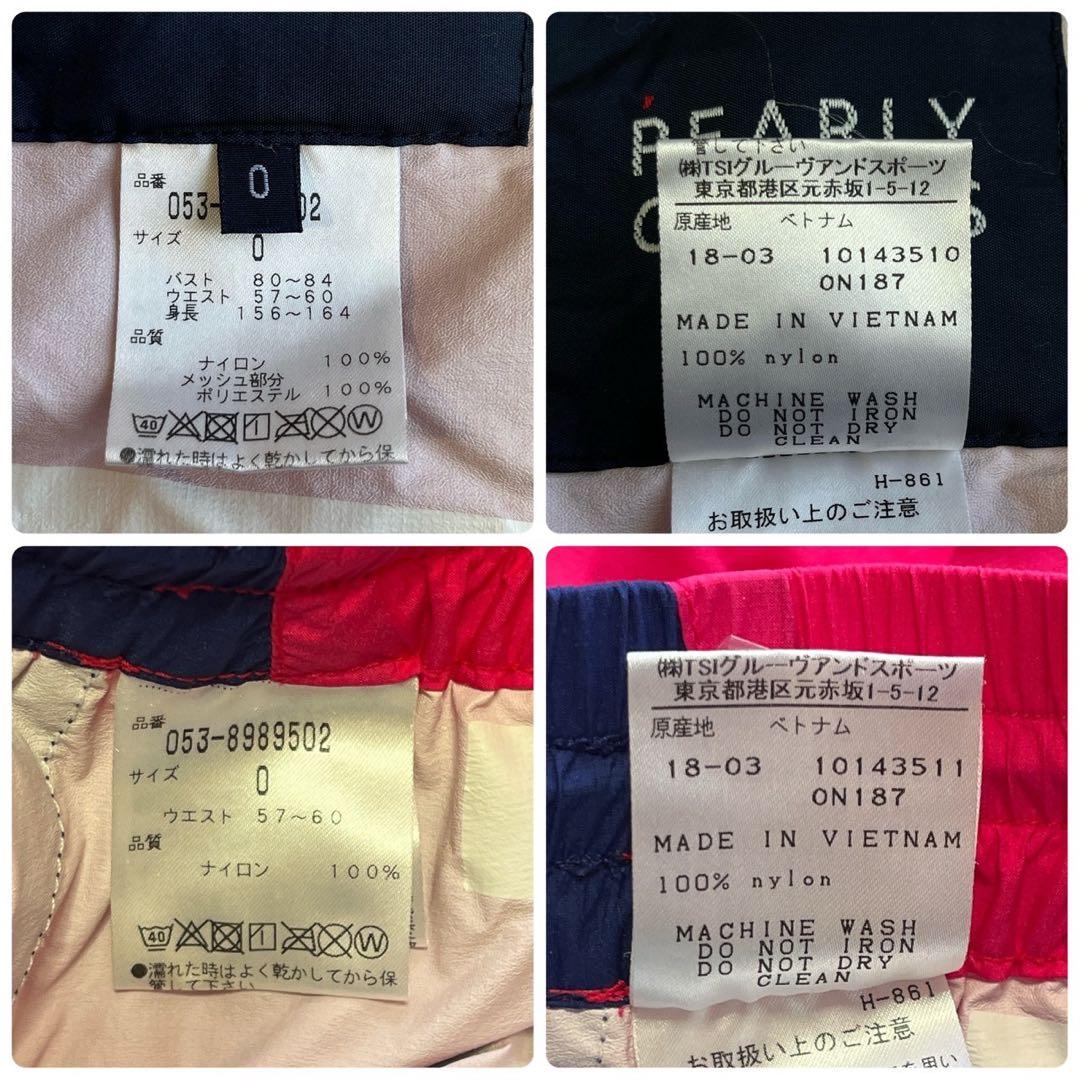 品番
053- 02
0
サイズ
0
バスト 80〜84
ウエスト 57〜60
身長 156〜164
品質
ナイロン 100%
メッシュ部分
ポリエステル 100%
40
W
●濡れた時はよく乾かしてから保
PEARLY
管して下さい
㈱TSIグルーヴアンドスポーツ
東京都港区元赤坂1-5-12
原産地 ベトナム
18-03 10143510
0N187
MADE IN VIETNAM
100% nylon
MACHINE WASH
DO NOT IRON
DO NOT DRY
CLEAN
H-861
お取扱い上のご注意
品番
053-8989502
サイズ
0
ウエスト 57〜60
品質
ナイロン 100%
40
W
●濡れた時はよく乾かしてから保
管して下さい
㈱TSIグルーヴアンドスポーツ
東京都港区元赤坂1-5-12
原産地 ベトナム
18-03 10143511
0N187
MADE IN VIETNAM
100% nylon
MACHINE WASH
DO NOT IRON
DO NOT DRY
CLEAN
H-861
お取扱い上のご注意
を用い